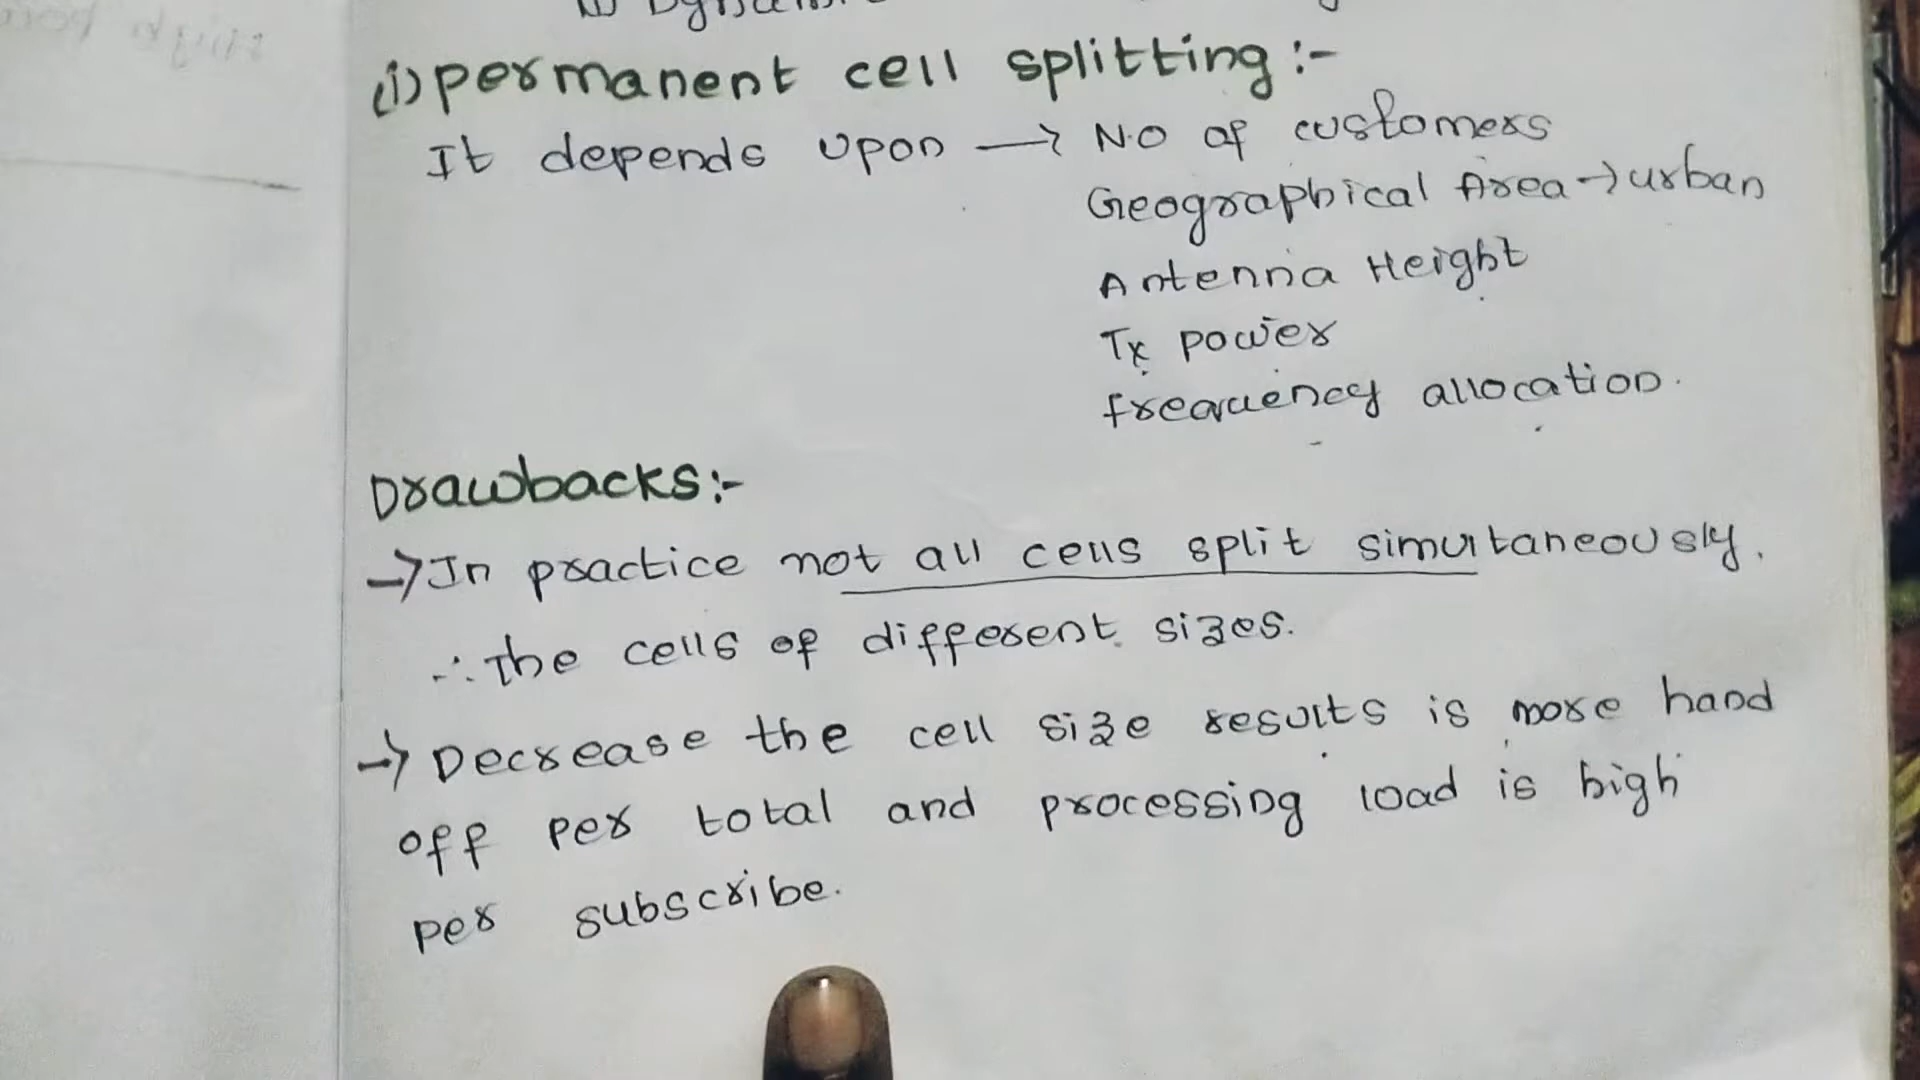 (i) permanent cell splitting :-
It depends upon → N.O of customers
Geographical Area → urban
Antenna Height
Tx power
frequency allocation.
Drawbacks :-
→ In practice not all cells split simultaneously.
∴ the cells of different sizes.
→ Decrease the cell size results is more hand
off per total and processing load is high
per subscribe.